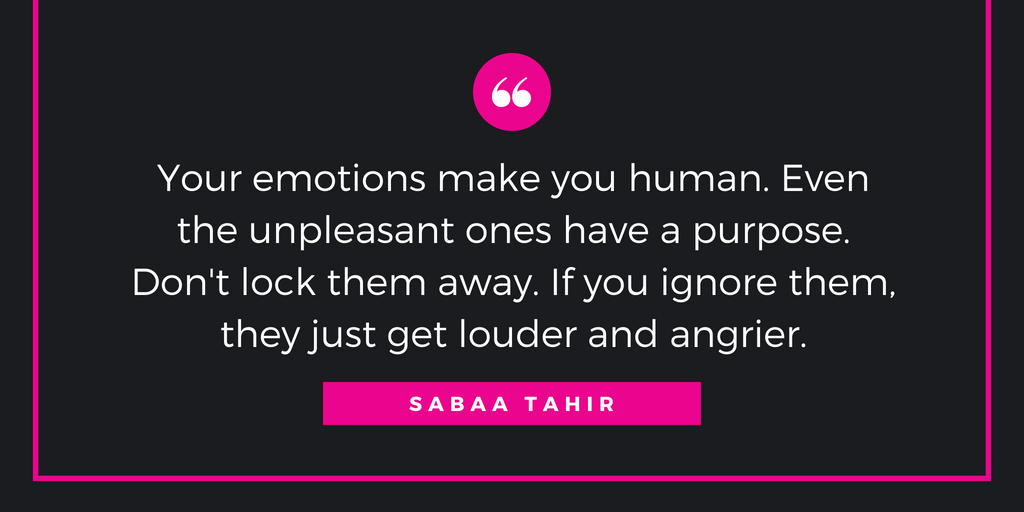 ❝
Your emotions make you human. Even
the unpleasant ones have a purpose.
Don't lock them away. If you ignore them,
they just get louder and angrier.
SABAA TAHIR